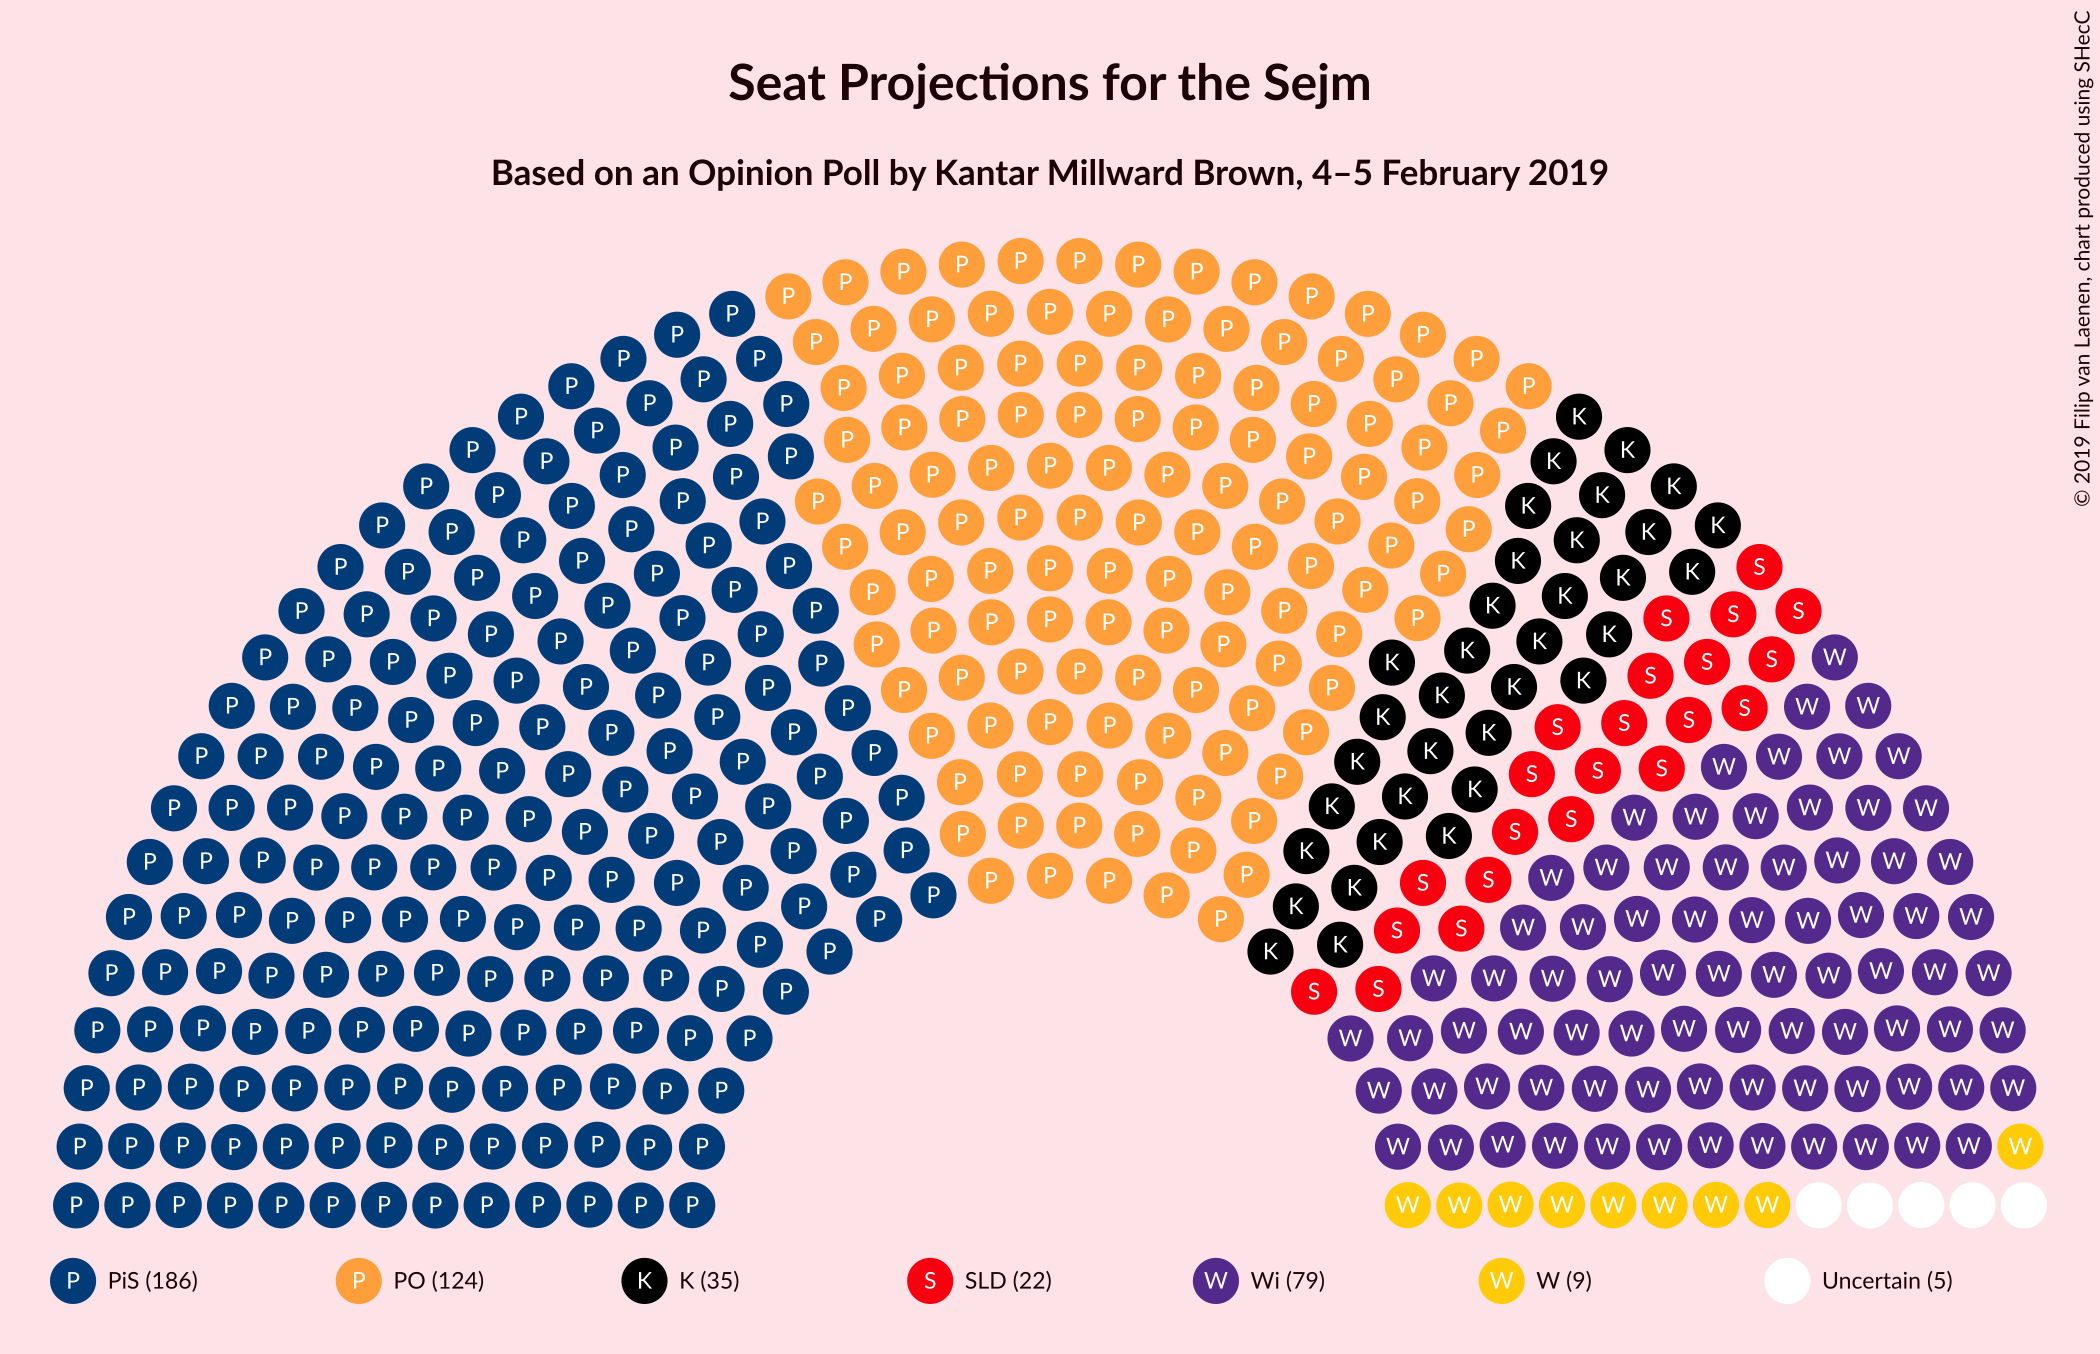 Seat Projections for the Sejm
Based on an Opinion Poll by Kantar Millward Brown, 4–5 February 2019
© 2019 Filip van Laenen, chart produced using SHecC
P PiS (186)
P PO (124)
K K (35)
S SLD (22)
W Wi (79)
W W (9)
Uncertain (5)